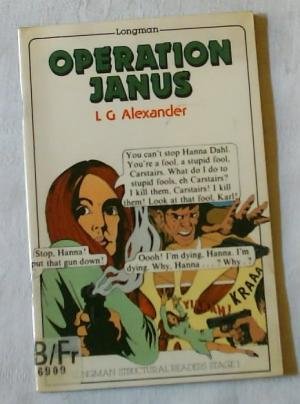 Longman
OPERATION
JANUS
L G Alexander
You can't stop Hanna Dahl.
You're a fool, a stupid fool,
Carstairs. What do I do to
stupid fools, eh Carstairs?
I kill them, Carstairs! I kill
them! Look at that fool, Karl!
Stop, Hanna!
put that gun down!
Oooh! I'm dying, Hanna. I'm
dying. Why, Hanna . . . ? Why . . ?
KRAAA
B/Fr
6909
NGMAN STRUCTURAL READERS STAGE 1